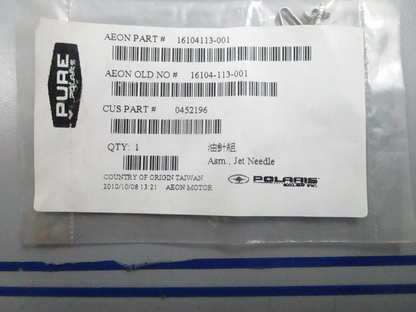 PURE
POLARIS
AEON PART # 16104113-001
AEON OLD NO # 16104-113-001
CUS PART # 0452196
QTY: 1 油針組
Asm., Jet Needle
COUNTRY OF ORIGIN TAIWAN
2010/10/08 13:21 AEON MOTOR
POLARIS